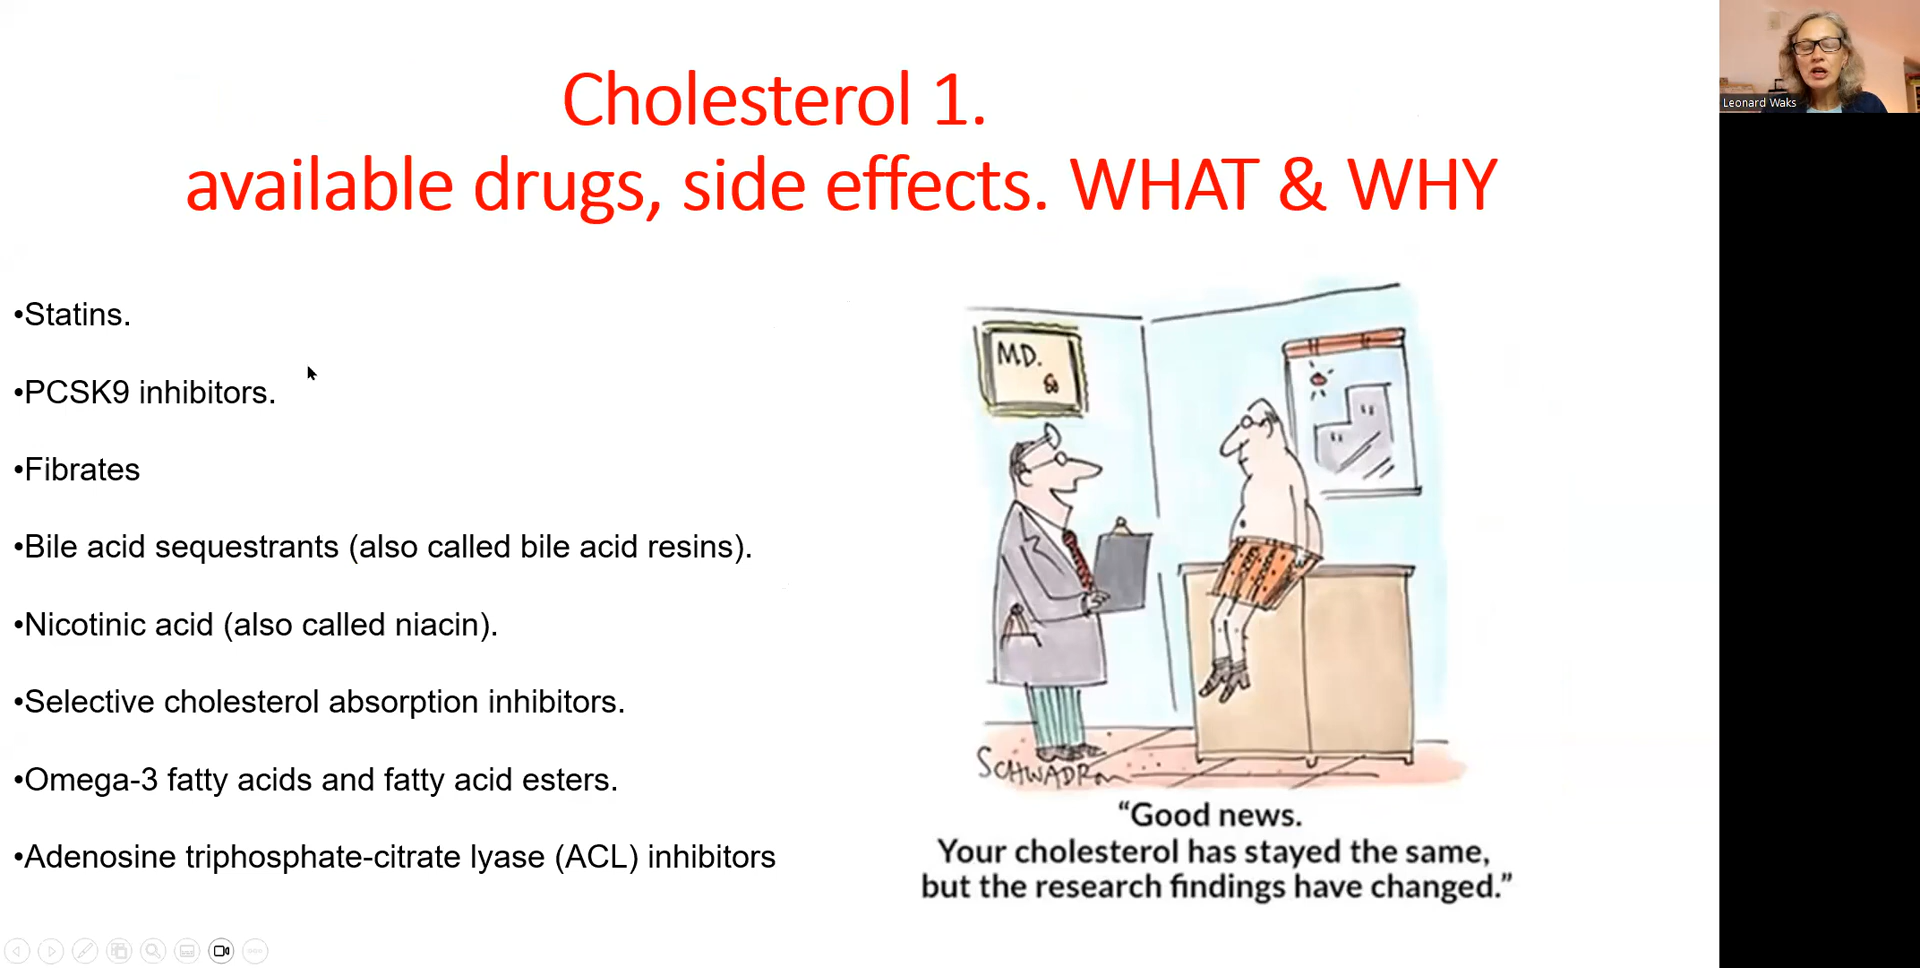 Cholesterol 1.
available drugs, side effects. WHAT & WHY
•Statins.
•PCSK9 inhibitors.
•Fibrates
•Bile acid sequestrants (also called bile acid resins).
•Nicotinic acid (also called niacin).
•Selective cholesterol absorption inhibitors.
•Omega-3 fatty acids and fatty acid esters.
•Adenosine triphosphate-citrate lyase (ACL) inhibitors
MD.
SCHWADRON
“Good news.
Your cholesterol has stayed the same,
but the research findings have changed.”
Leonard Waks